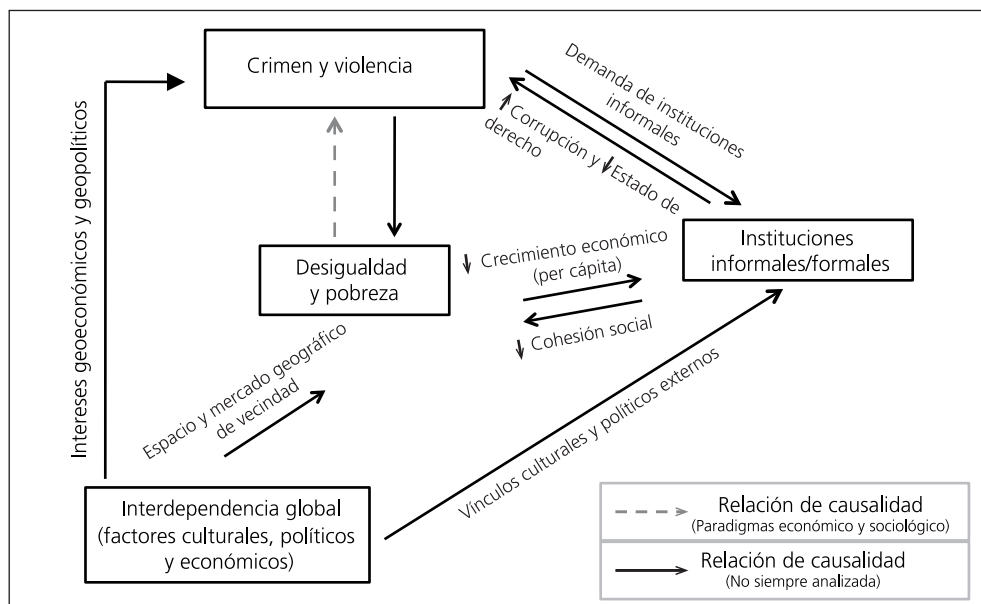 Crimen y violencia
Demanda de instituciones
informales
Corrupción y Estado de
derecho
Intereses geoeconómicos y geopolíticos
Desigualdad
y pobreza
Crecimiento económico
(per cápita)
Cohesión social
Instituciones
informales/formales
Espacio y mercado geográfico
de vecindad
Vínculos culturales y políticos externos
Interdependencia global
(factores culturales, políticos
y económicos)
Relación de causalidad
(Paradigmas económico y sociológico)
Relación de causalidad
(No siempre analizada)